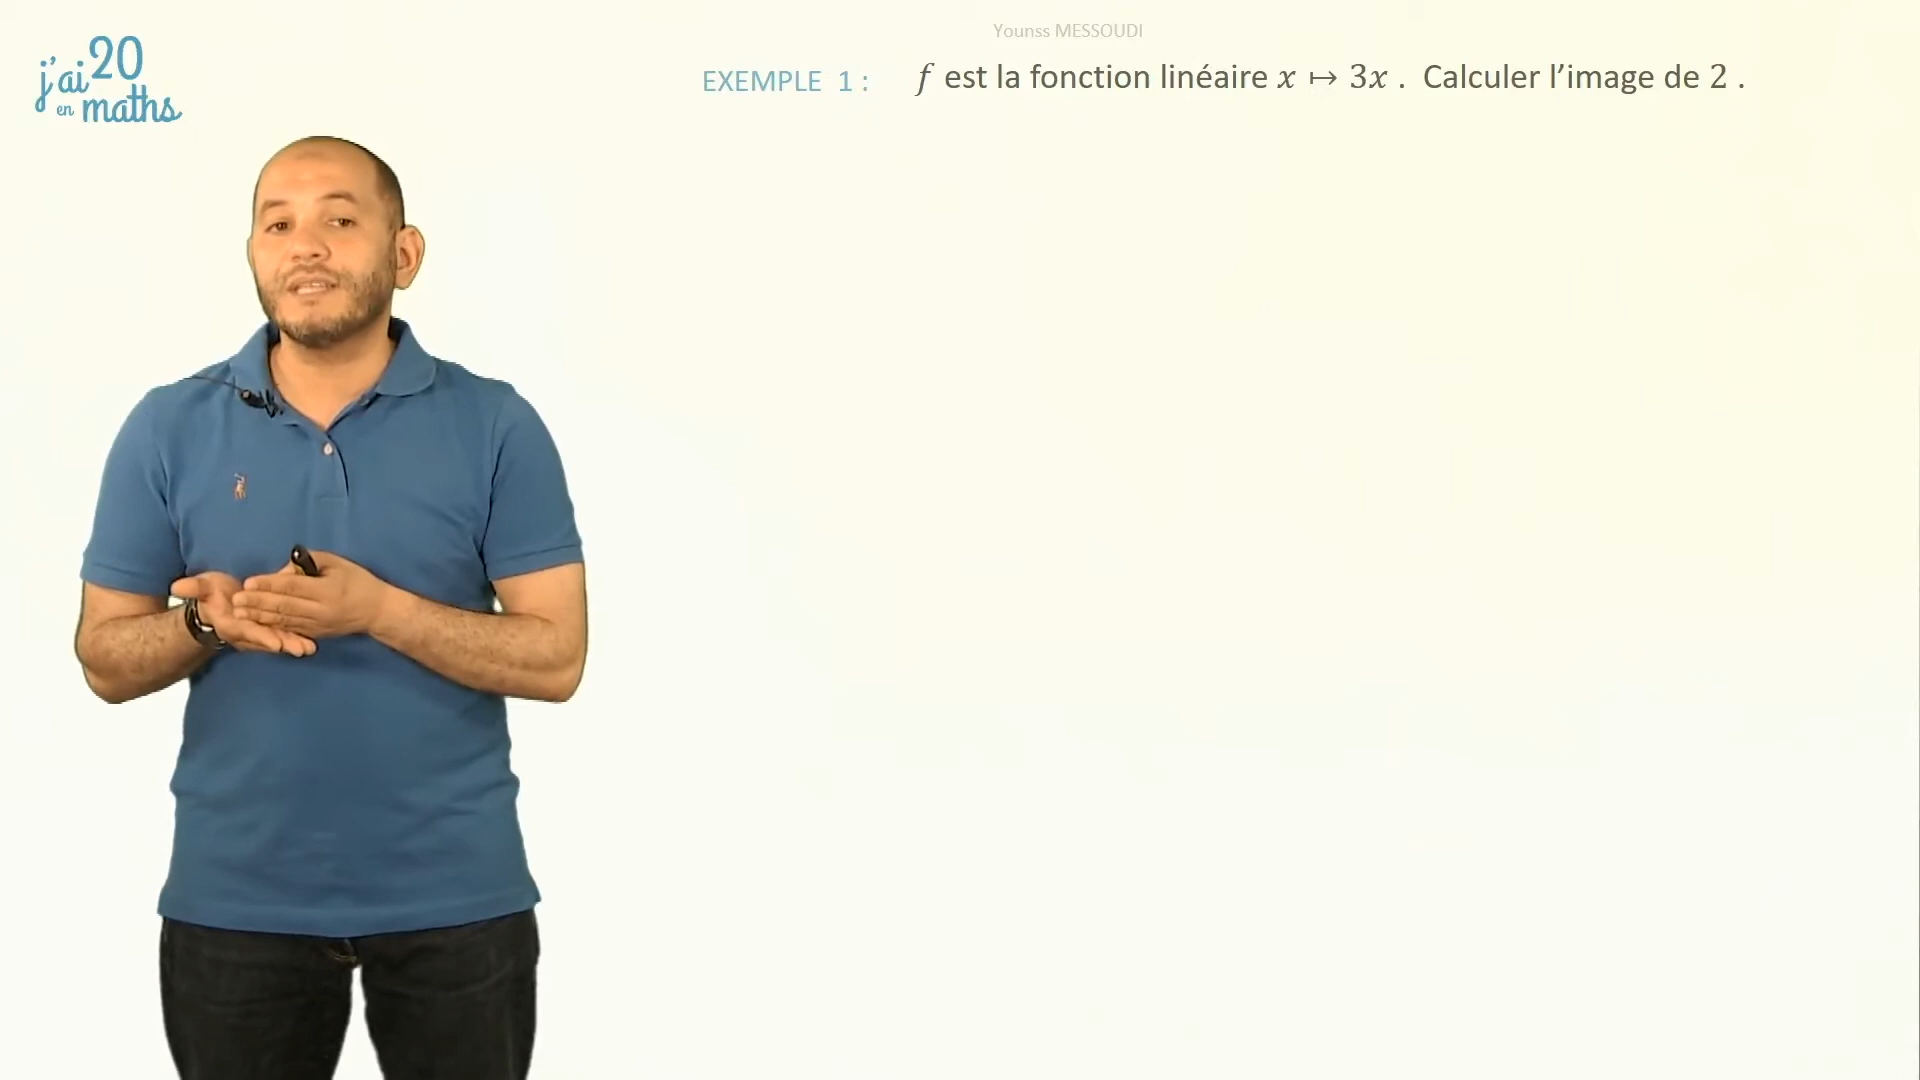 Younss MESSOUDI
j'ai 20
en maths
EXEMPLE 1 : f est la fonction linéaire x ↦ 3x . Calculer l’image de 2 .